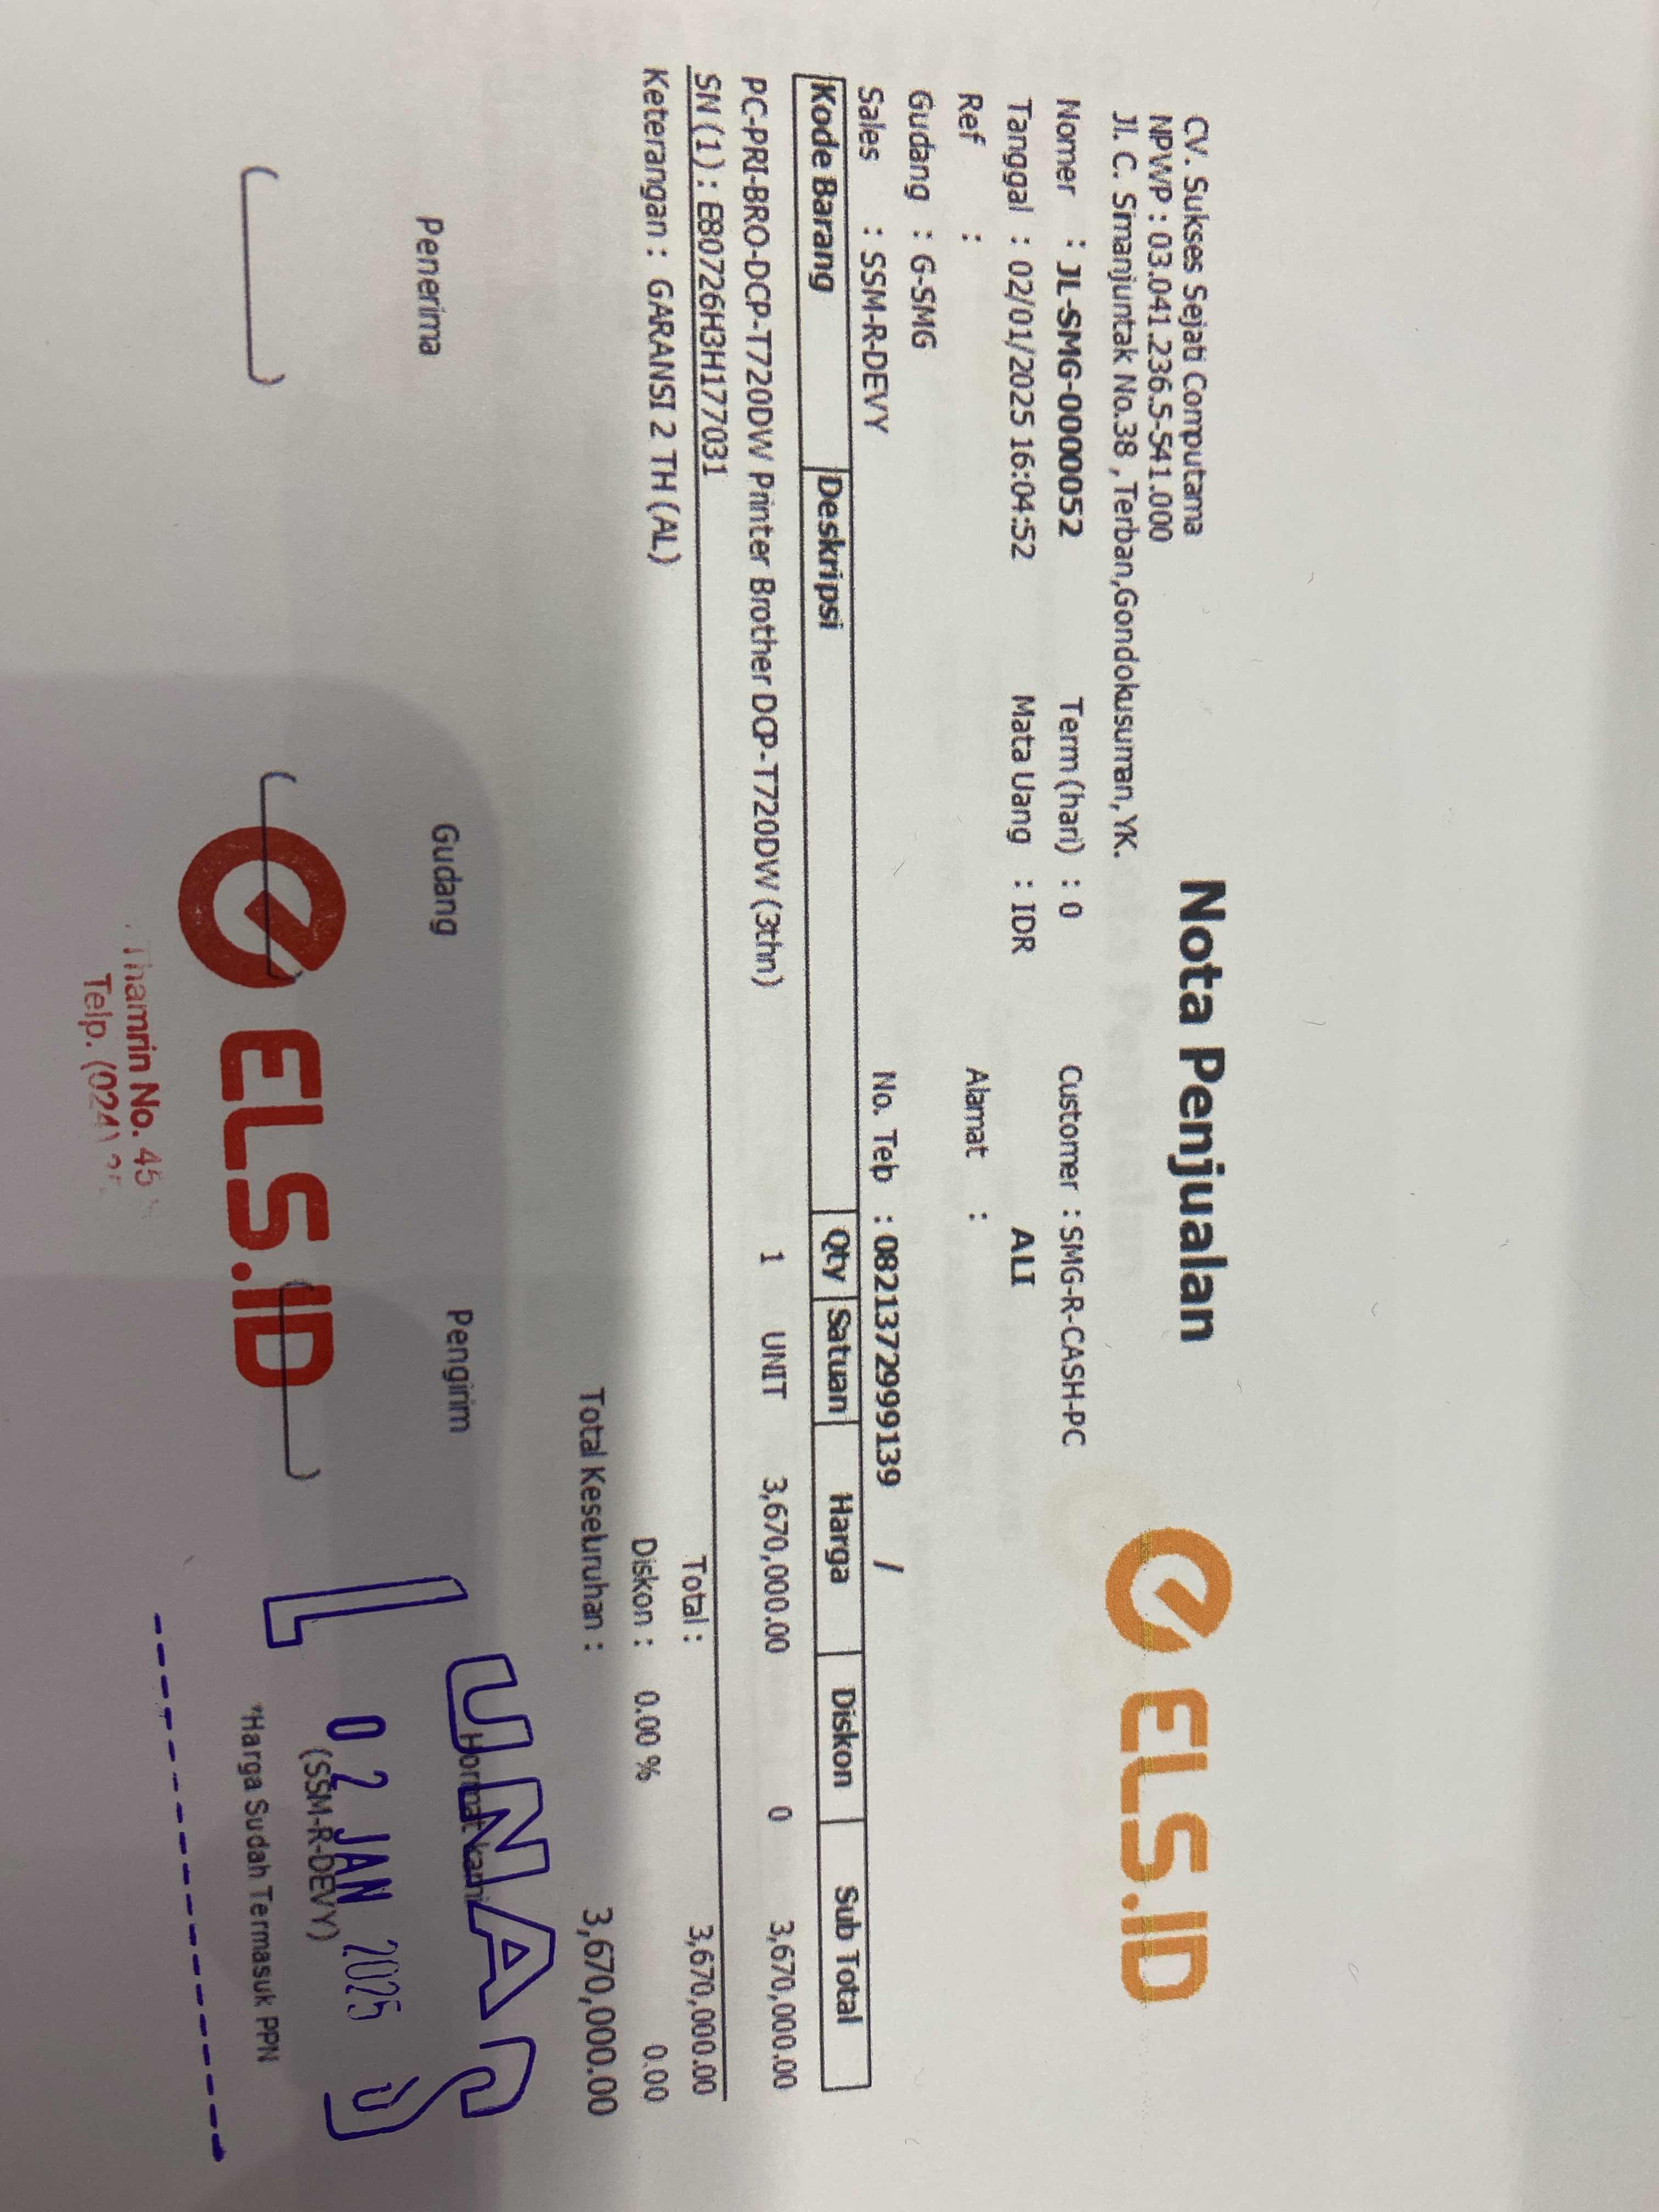 CV. Sukses Sejati Computama
NPWP : 03.041.236.5-541.000
Jl. C. Simanjuntak No.38 , Terban,Gondokusuman, YK.
Nota Penjualan
ELS.ID
Nomer : JL-SMG-0000052 Term (hari) : 0 Customer : SMG-R-CASH-PC
Tanggal : 02/01/2025 16:04:52 Mata Uang : IDR ALI
Ref : Alamat :
Gudang : G-SMG
Sales : SSM-R-DEVY No. Telp : 082137299​9139 /
Kode Barang Deskripsi Qty Satuan Harga Diskon Sub Total
PC-PRI-BRO-DCP-T720DW Printer Brother DCP-T720DW (3thn) 1 UNIT 3,670,000.00 0 3,670,000.00
SN (1) : E80726H3H177031 Total : 3,670,000.00
Keterangan : GARANSI 2 TH (AL) Diskon : 0.00 % 0.00
Total Keseluruhan : 3,670,000.00
Penerima Gudang Pengirim Hormat kami
LUNAS
02 JAN 2025
(SSM-R-DEVY)
*Harga Sudah Termasuk PPN
ELS.ID
Thamrin No. 45
Telp. (024)